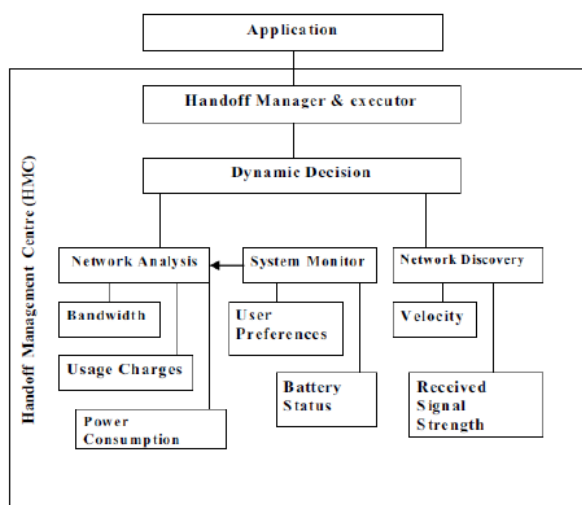 Application
Handoff Manager & executor
Dynamic Decision
Handoff Management Centre (HMC)
Network Analysis
System Monitor
Network Discovery
Bandwidth
User
Preferences
Velocity
Usage Charges
Battery
Status
Received
Signal
Strength
Power
Consumption